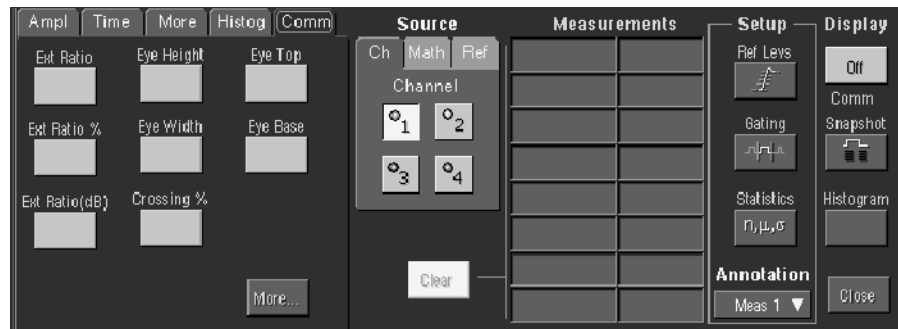 Ampl Time More Histog Comm
Ext Ratio Eye Height Eye Top
Ext Ratio % Eye Width Eye Base
Ext Ratio(dB) Crossing %
More...
Source
Ch Math Ref
Channel
1 2
3 4
Clear
Measurements
Setup
Ref Levs
Gating
Statistics
n,μ,σ
Annotation
Meas 1 ▼
Display
Off
Comm
Snapshot
Histogram
Close